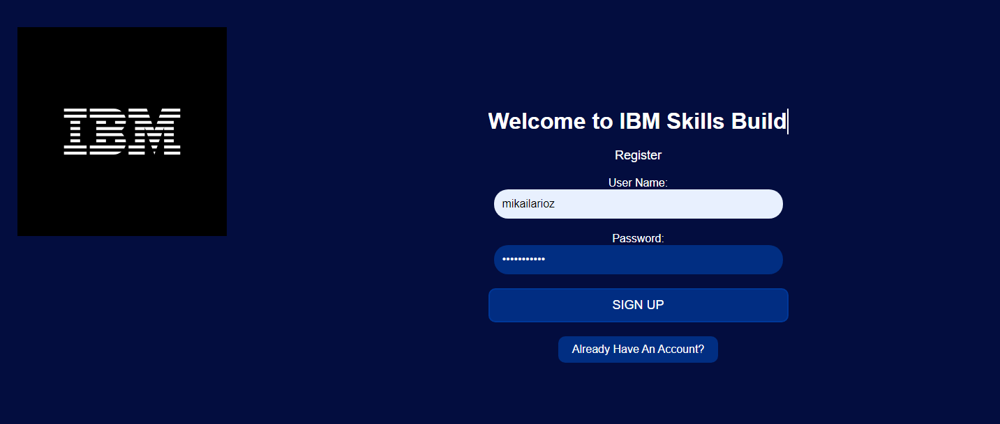 IBM
Welcome to IBM Skills Build
Register
User Name:
mikailarioz
Password:
•••••••••••
SIGN UP
Already Have An Account?